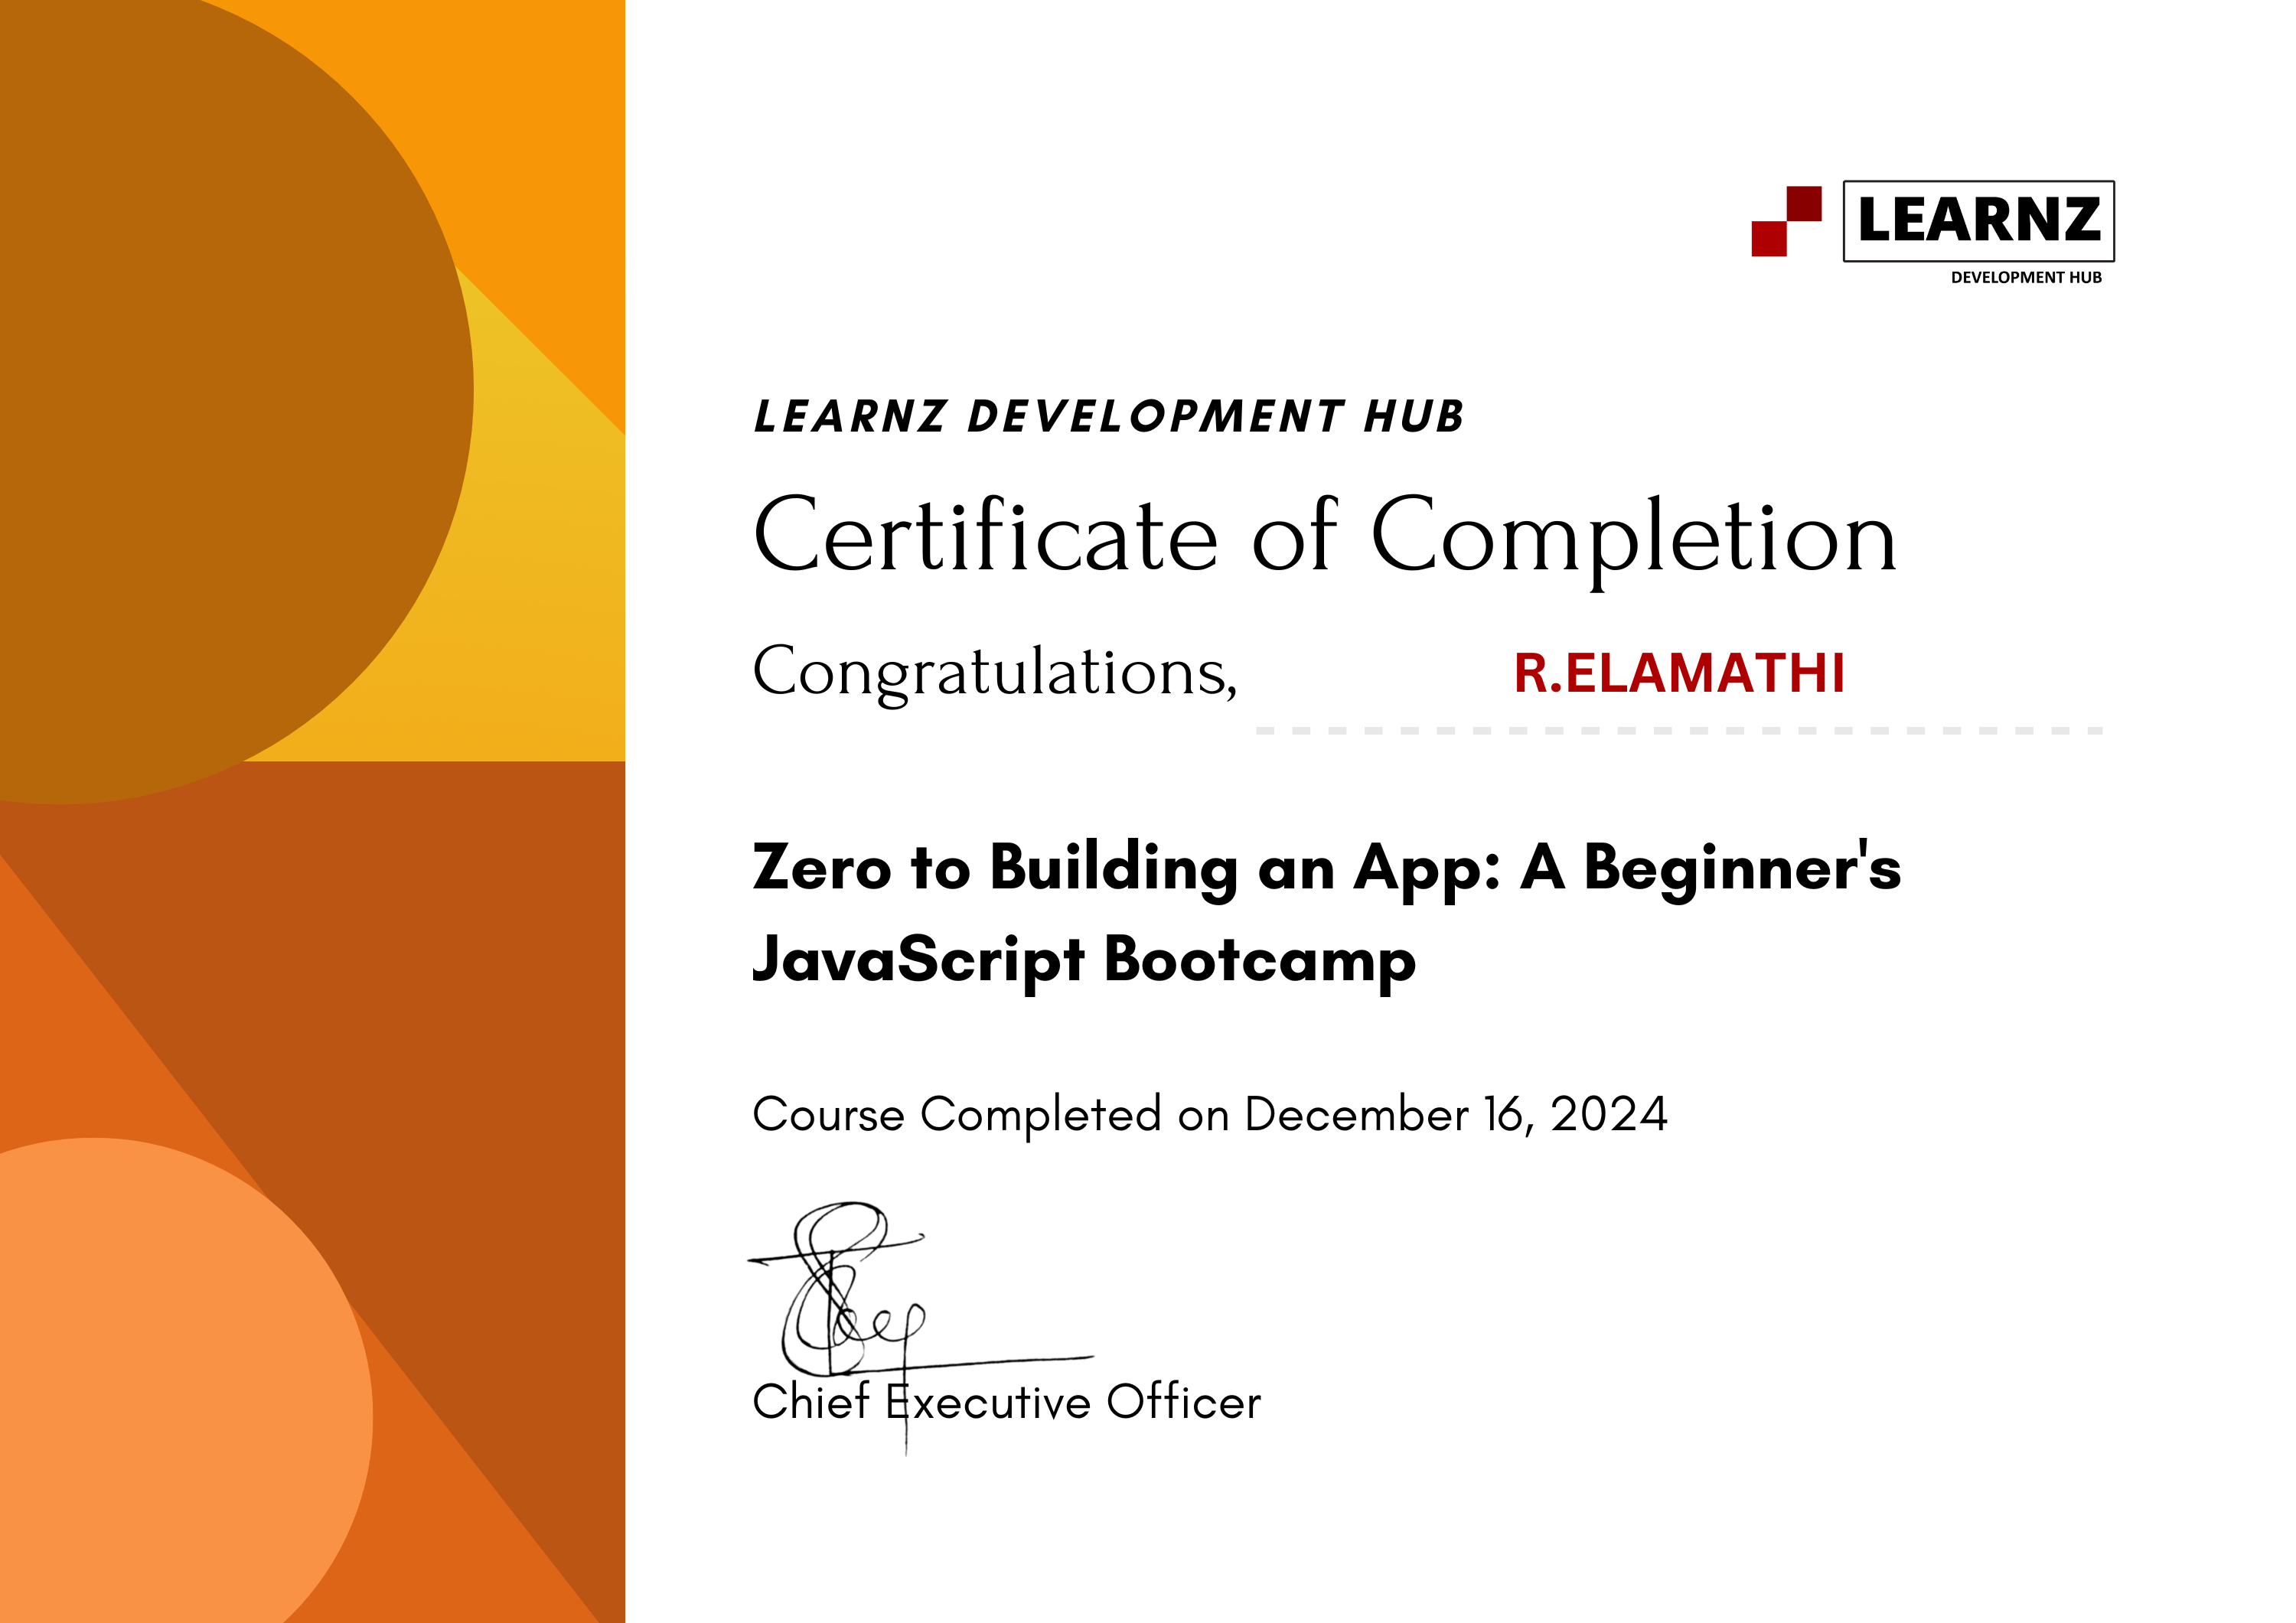 LEARNZ
DEVELOPMENT HUB
LEARNZ DEVELOPMENT HUB
Certificate of Completion
Congratulations, R.ELAMATHI
Zero to Building an App: A Beginner's
JavaScript Bootcamp
Course Completed on December 16, 2024
Chief Executive Officer